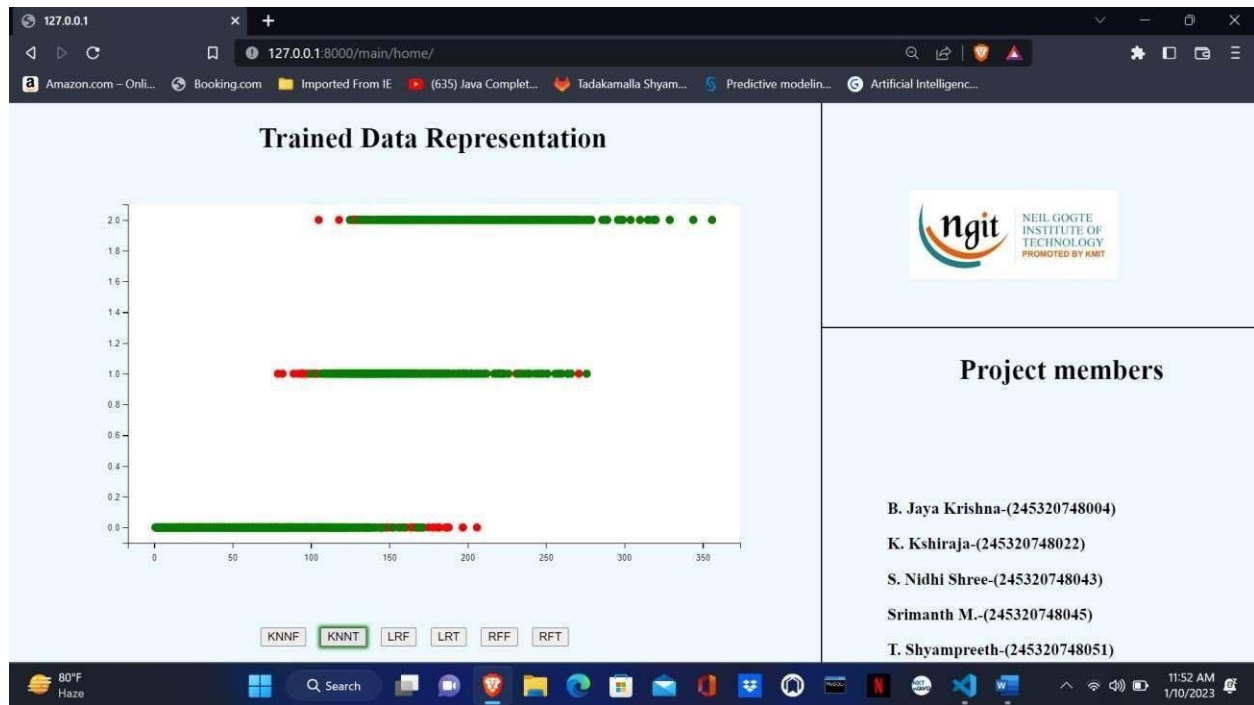 127.0.0.1
127.0.0.1:8000/main/home/
Amazon.com – Onli...
Booking.com
Imported From IE
(635) Java Complet...
Tadakamalla Shyam...
Predictive modelin...
Artificial Intelligenc...
Trained Data Representation
2.0
1.8
1.6
1.4
1.2
1.0
0.8
0.6
0.4
0.2
0.0
0
50
100
150
200
250
300
350
KNNF
KNNT
LRF
LRT
RFF
RFT
ngit
NEIL GOGTE
INSTITUTE OF
TECHNOLOGY
PROMOTED BY KMIT
Project members
B. Jaya Krishna-(245320748004)
K. Kshiraja-(245320748022)
S. Nidhi Shree-(245320748043)
Srimanth M.-(245320748045)
T. Shyampreeth-(245320748051)
80°F
Haze
Search
11:52 AM
1/10/2023